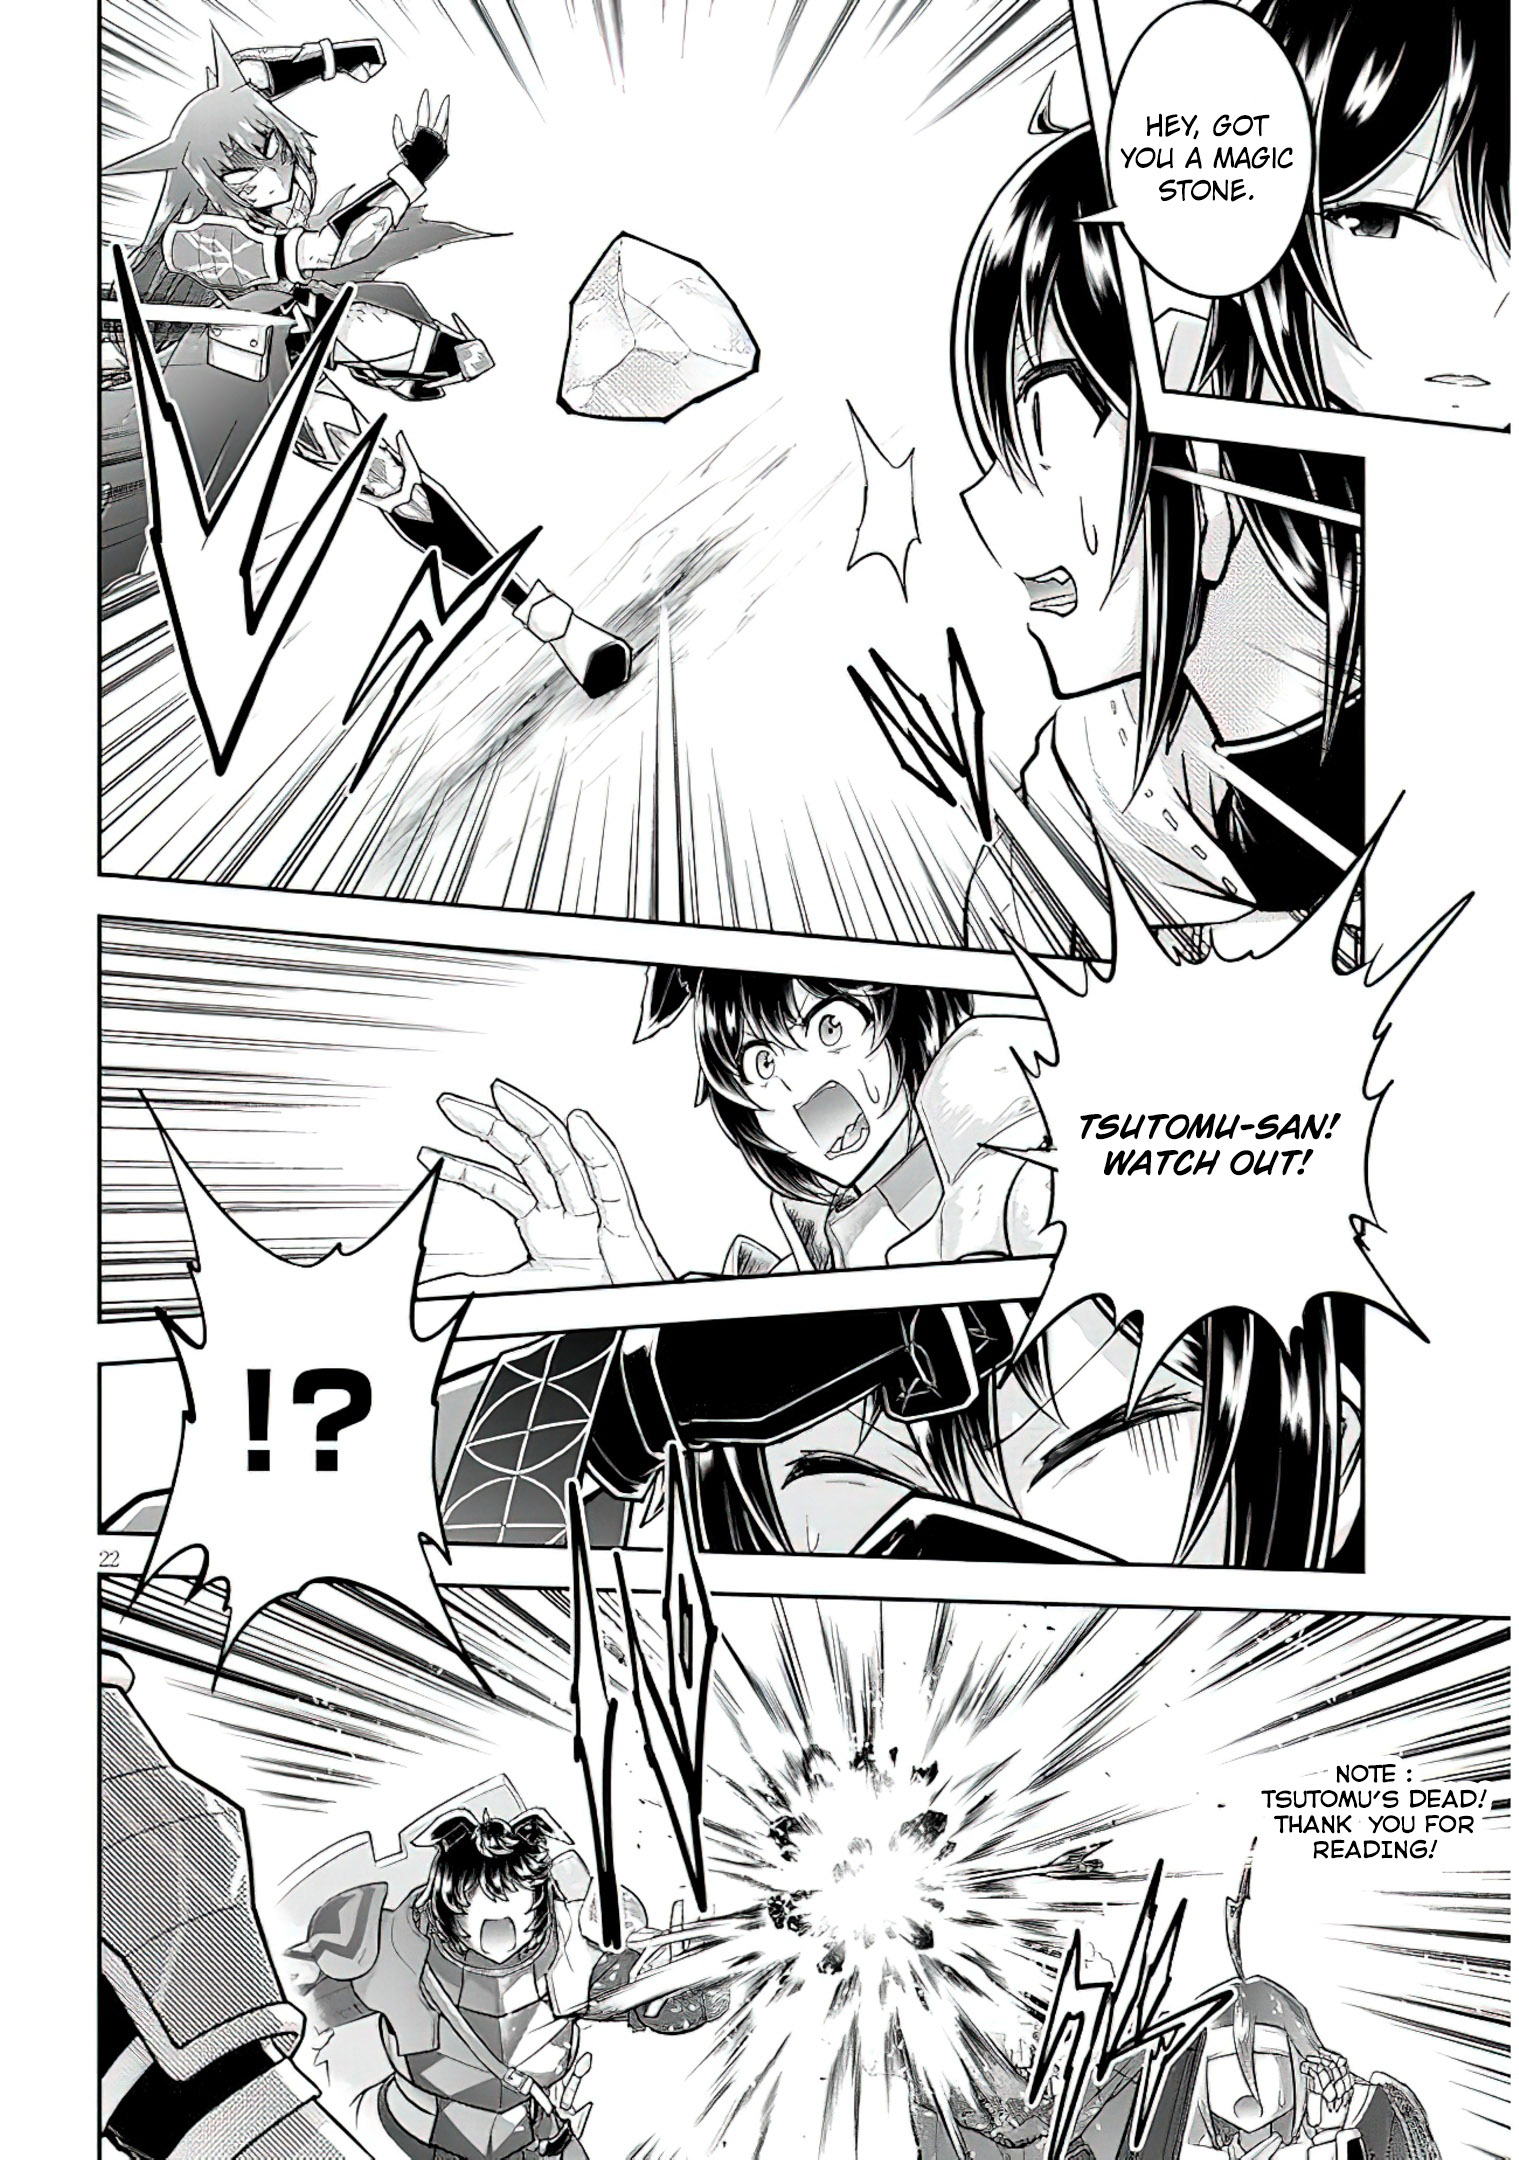 HEY, GOT
YOU A MAGIC
STONE.
TSUTOMU-SAN!
WATCH OUT!
!?
22
NOTE :
TSUTOMU'S DEAD!
THANK YOU FOR
READING!